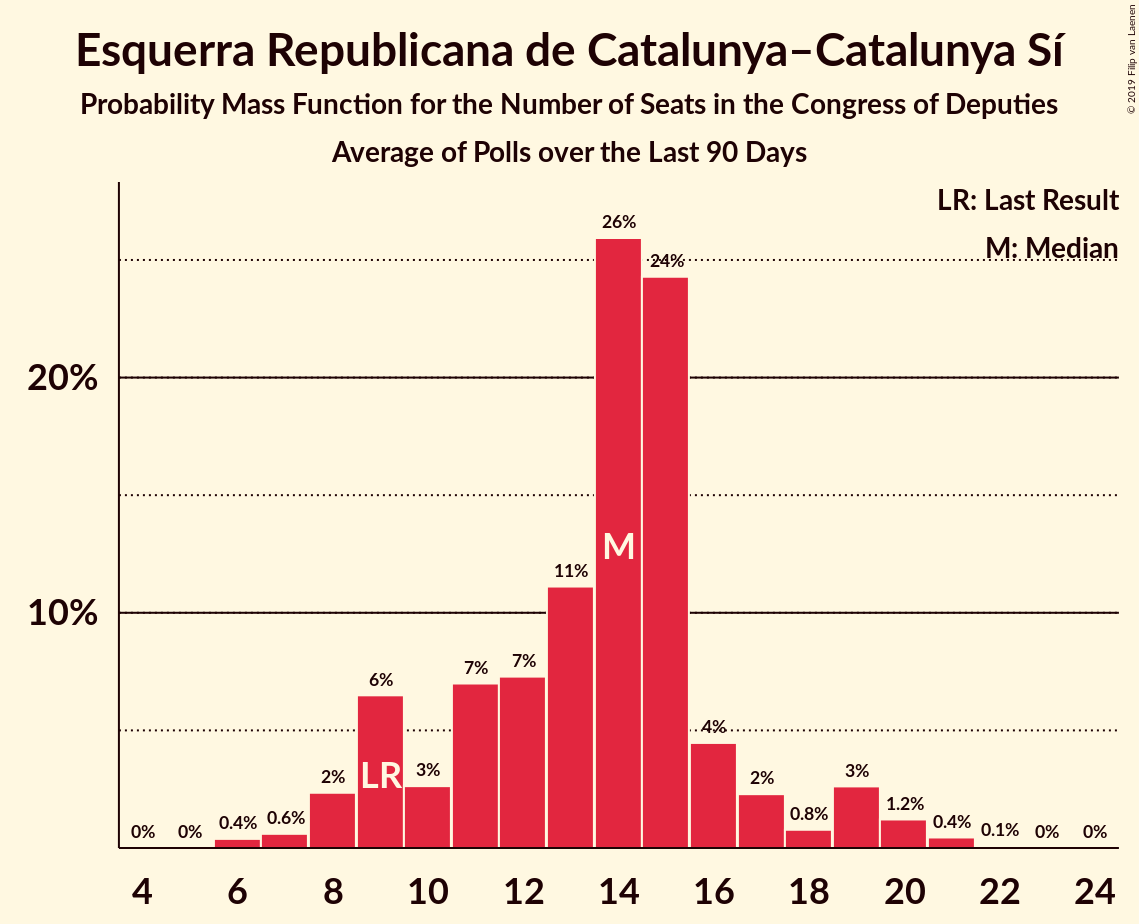 Esquerra Republicana de Catalunya–Catalunya Sí
Probability Mass Function for the Number of Seats in the Congress of Deputies
Average of Polls over the Last 90 Days
© 2019 Filip van Laenen
LR: Last Result
M: Median
20%
10%
0%
0%
0.4%
0.6%
2%
6%
3%
7%
7%
11%
26%
24%
4%
2%
0.8%
3%
1.2%
0.4%
0.1%
0%
0%
LR
M
4 6 8 10 12 14 16 18 20 22 24